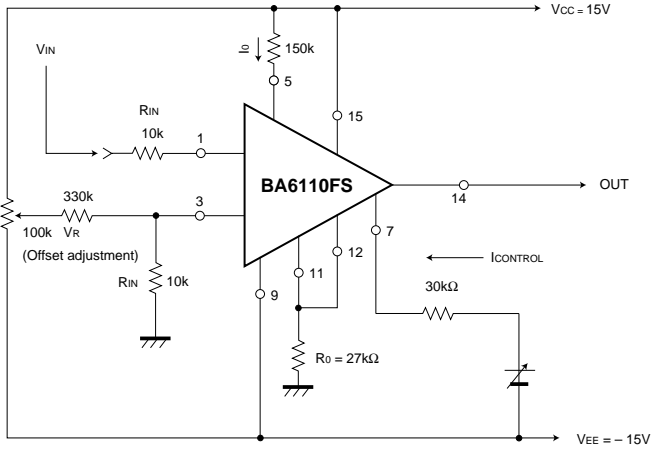 VCC = 15V
VIN
I0
150k
5
15
RIN
10k
1
BA6110FS
OUT
14
330k
3
100k
VR
(Offset adjustment)
7
12
ICONTROL
RIN
10k
11
9
30kΩ
R0 = 27kΩ
VEE = – 15V